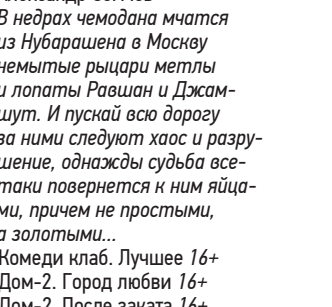 В недрах чемодана мчатся
из Нубарашена в Москву
немытые рыцари метлы
и лопаты Равшан и Джам-
шут. И пускай всю дорогу
за ними следуют хаос и разру-
шение, однажды судьба все-
таки повернется к ним яйца-
ми, причем не простыми,
а золотыми...
Комеди клаб. Лучшее 16+
Дом-2. Город любви 16+
Дом-2. После заката 16+